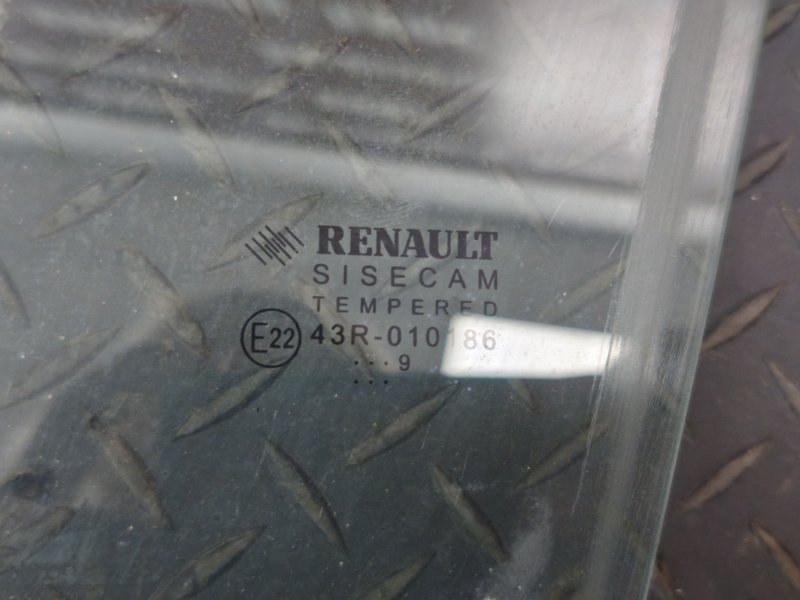 RENAULT
SISECAM
TEMPERED
E22 43R-010186
...9
...